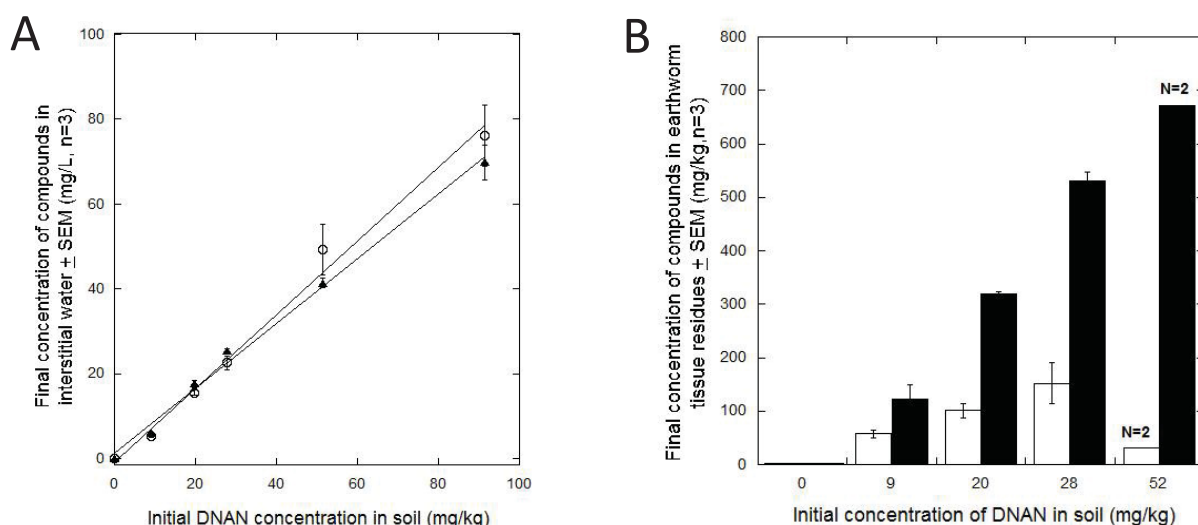 A
Final concentration of compounds in
interstitial water ± SEM (mg/L, n=3)
100
80
60
40
20
0
0 20 40 60 80 100
Initial DNAN concentration in soil (mg/kg)
B
Final concentration of compounds in earthworm
tissue residues ± SEM (mg/kg,n=3)
800
700
600
500
400
300
200
100
0
N=2
N=2
0 9 20 28 52
Initial concentration of DNAN in soil (mg/kg)